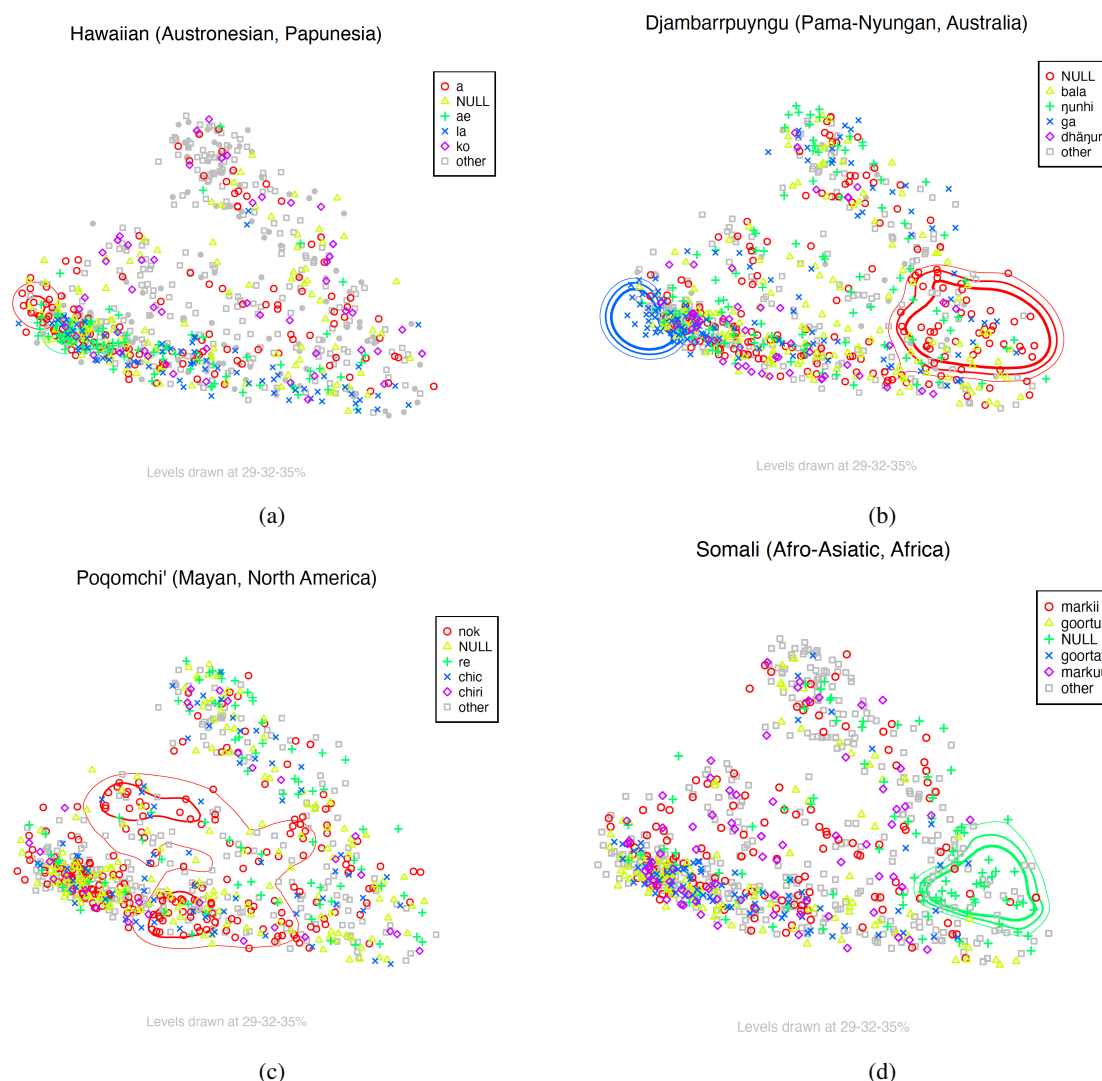 Hawaiian (Austronesian, Papunesia)
a
NULL
ae
la
ko
other
Levels drawn at 29-32-35%
(a)
Djambarrpuyngu (Pama-Nyungan, Australia)
NULL
bala
ŋunhi
ga
dhäŋur
other
Levels drawn at 29-32-35%
(b)
Poqomchi' (Mayan, North America)
nok
NULL
re
chic
chiri
other
Levels drawn at 29-32-35%
(c)
Somali (Afro-Asiatic, Africa)
markii
goortu
NULL
goorta
marku
other
Levels drawn at 29-32-35%
(d)